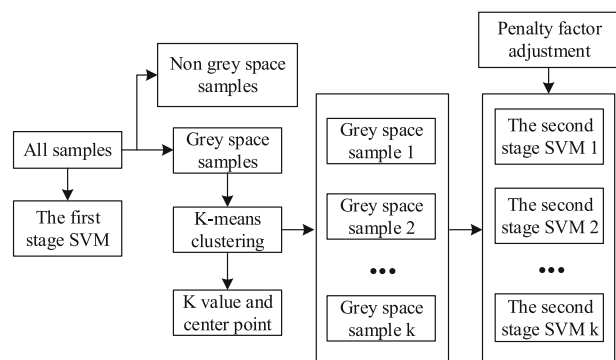 Penalty factor
adjustment
Non grey space
samples
All samples
Grey space
samples
The first
stage SVM
K-means
clustering
K value and
center point
Grey space
sample 1
Grey space
sample 2
•••
Grey space
sample k
The second
stage SVM 1
The second
stage SVM 2
•••
The second
stage SVM k